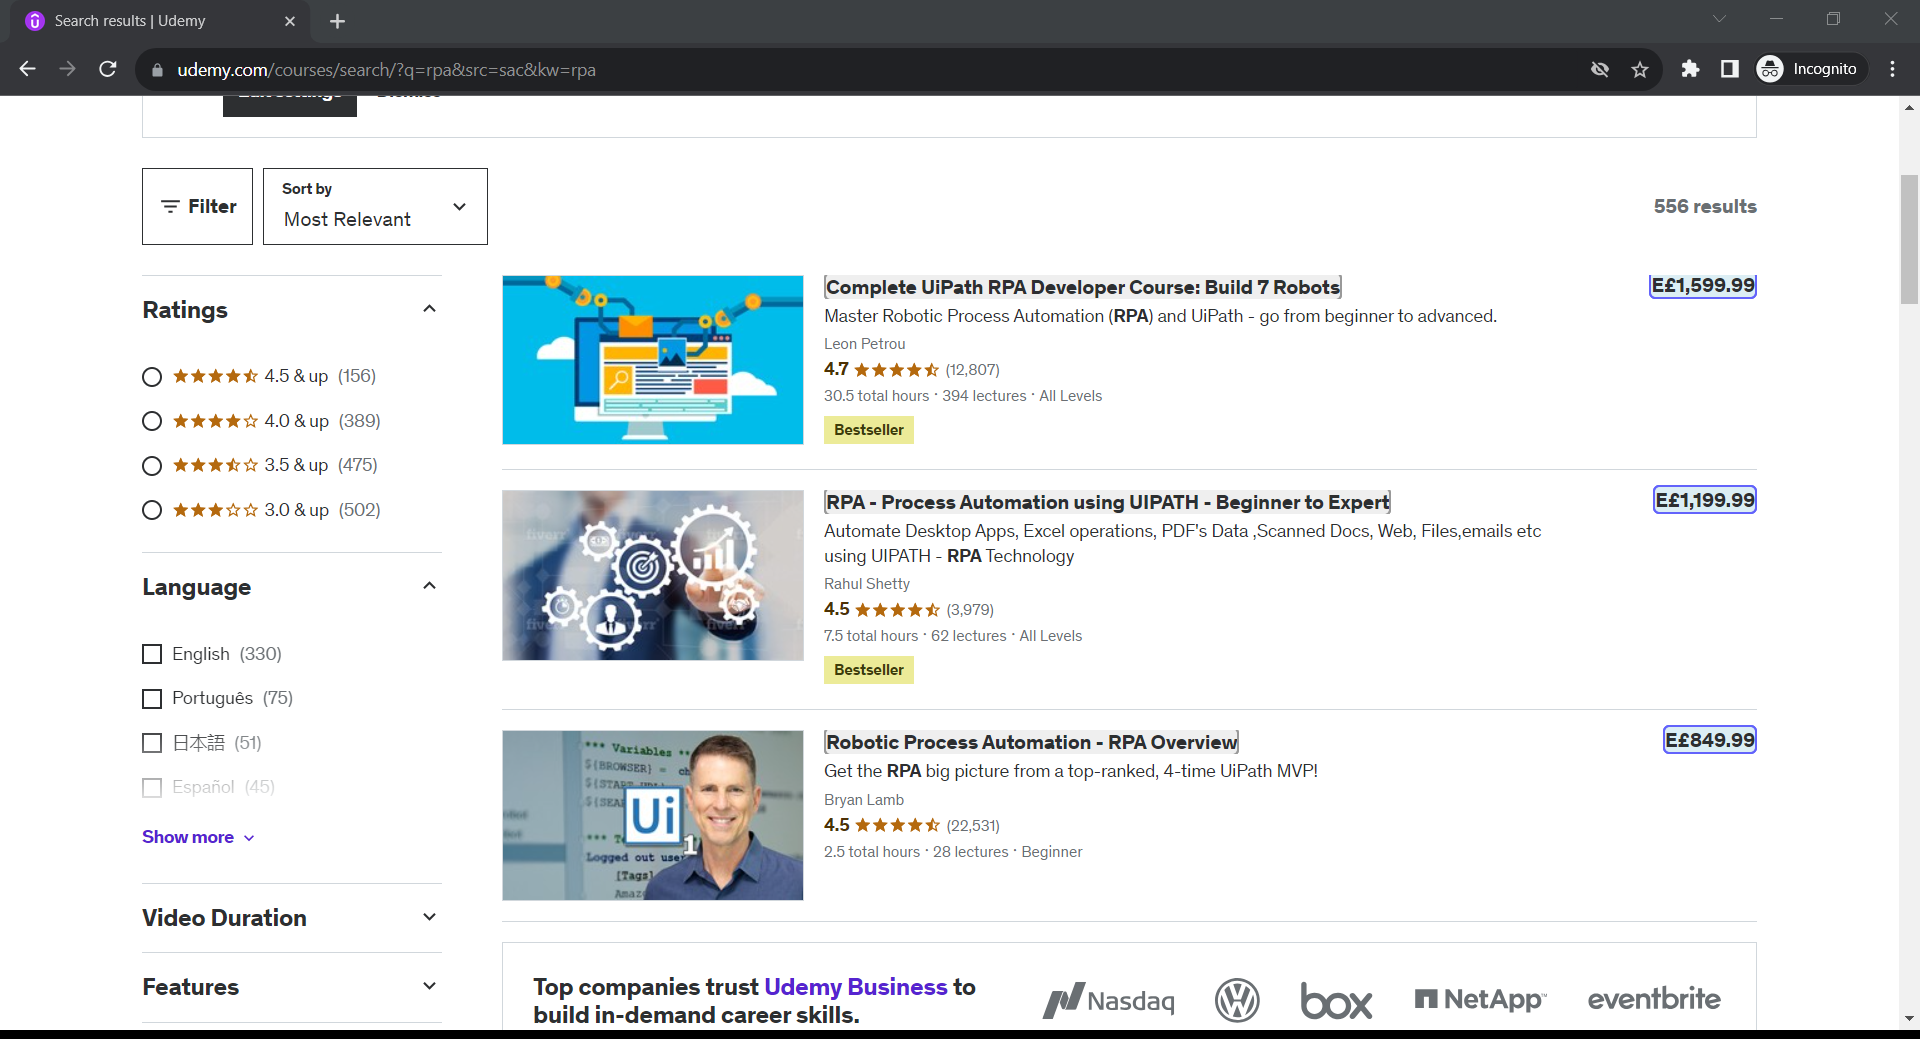 Search results | Udemy
udemy.com/courses/search/?q=rpa&src=sac&kw=rpa
Incognito
Filter
Sort by
Most Relevant
556 results
Ratings
4.5 & up (156)
4.0 & up (389)
3.5 & up (475)
3.0 & up (502)
Language
English (330)
Português (75)
日本語 (51)
Español (45)
Show more
Video Duration
Features
Complete UiPath RPA Developer Course: Build 7 Robots
E£1,599.99
Master Robotic Process Automation (RPA) and UiPath - go from beginner to advanced.
Leon Petrou
4.7 (12,807)
30.5 total hours · 394 lectures · All Levels
Bestseller
RPA - Process Automation using UIPATH - Beginner to Expert
E£1,199.99
Automate Desktop Apps, Excel operations, PDF's Data ,Scanned Docs, Web, Files,emails etc
using UIPATH - RPA Technology
Rahul Shetty
4.5 (3,979)
7.5 total hours · 62 lectures · All Levels
Bestseller
fiverr
*** Variables **
${BROWSER} =
Ui
1
Logged out user
[Tags]
Robotic Process Automation - RPA Overview
E£849.99
Get the RPA big picture from a top-ranked, 4-time UiPath MVP!
Bryan Lamb
4.5 (22,531)
2.5 total hours · 28 lectures · Beginner
Top companies trust Udemy Business to
build in-demand career skills.
Nasdaq
box
NetApp
eventbrite